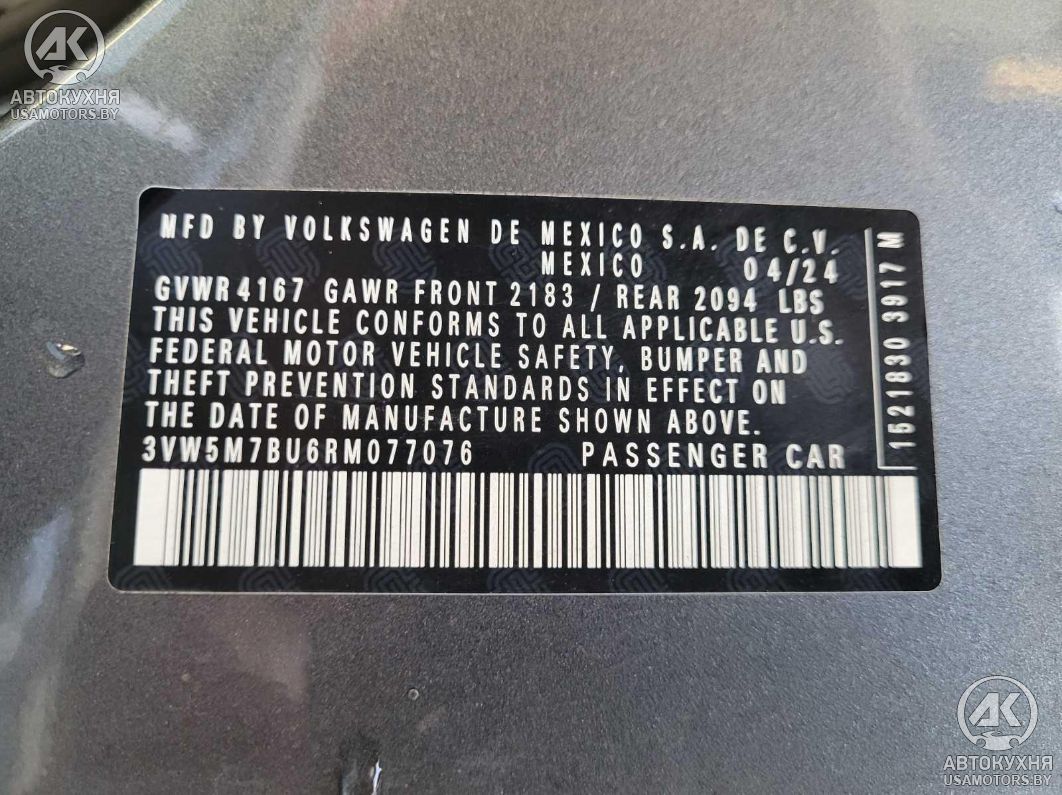 AK
АВТОКУХНЯ
USAMOTORS.BY
MFD BY VOLKSWAGEN DE MEXICO S.A. DE C.V.
MEXICO 04/24
GVWR 4167 GAWR FRONT 2183 / REAR 2094 LBS
THIS VEHICLE CONFORMS TO ALL APPLICABLE U.S.
FEDERAL MOTOR VEHICLE SAFETY, BUMPER AND
THEFT PREVENTION STANDARDS IN EFFECT ON
THE DATE OF MANUFACTURE SHOWN ABOVE.
3VW5M7BU6RM077076 PASSENGER CAR
1521830 3917 M
AK
АВТОКУХНЯ
USAMOTORS.BY